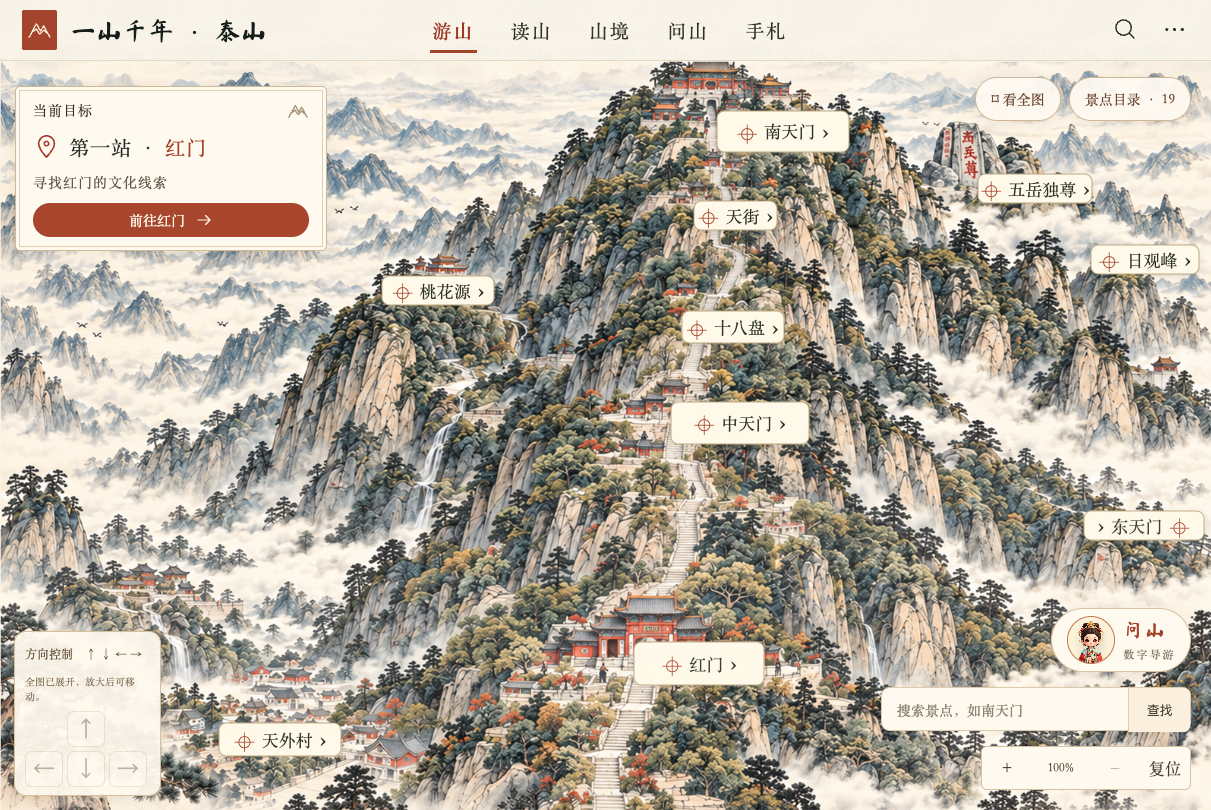 一山千年 · 泰山
游山 读山 山境 问山 手札
当前目标
第一站 · 红门
寻找红门的文化线索
前往红门 →
看全图
景点目录 · 19
南天门 ›
五岳独尊
五岳独尊 ›
天街 ›
日观峰 ›
桃花源 ›
十八盘 ›
中天门 ›
› 东天门
问山
数字导游
红门 ›
方向控制 ↑ ↓ ← →
全图已展开，放大后可移
动。
↑
← ↓ →
天外村 ›
搜索景点，如南天门 查找
+ 100% — 复位